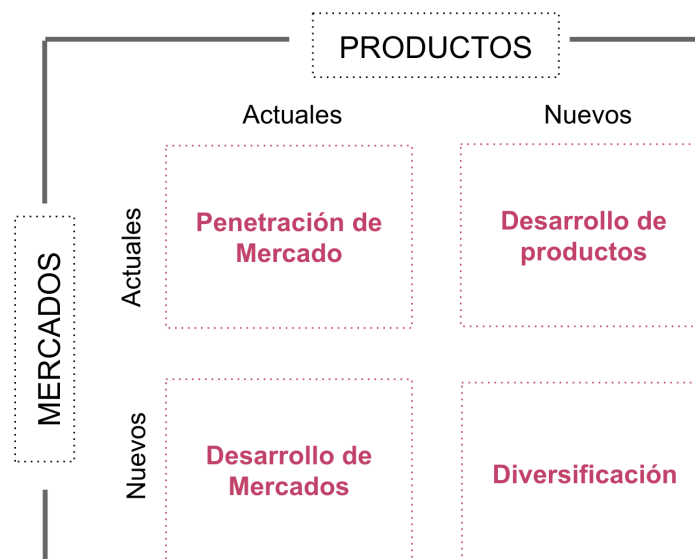 PRODUCTOS
Actuales
Nuevos
MERCADOS
Actuales
Penetración de
Mercado
Desarrollo de
productos
Nuevos
Desarrollo de
Mercados
Diversificación